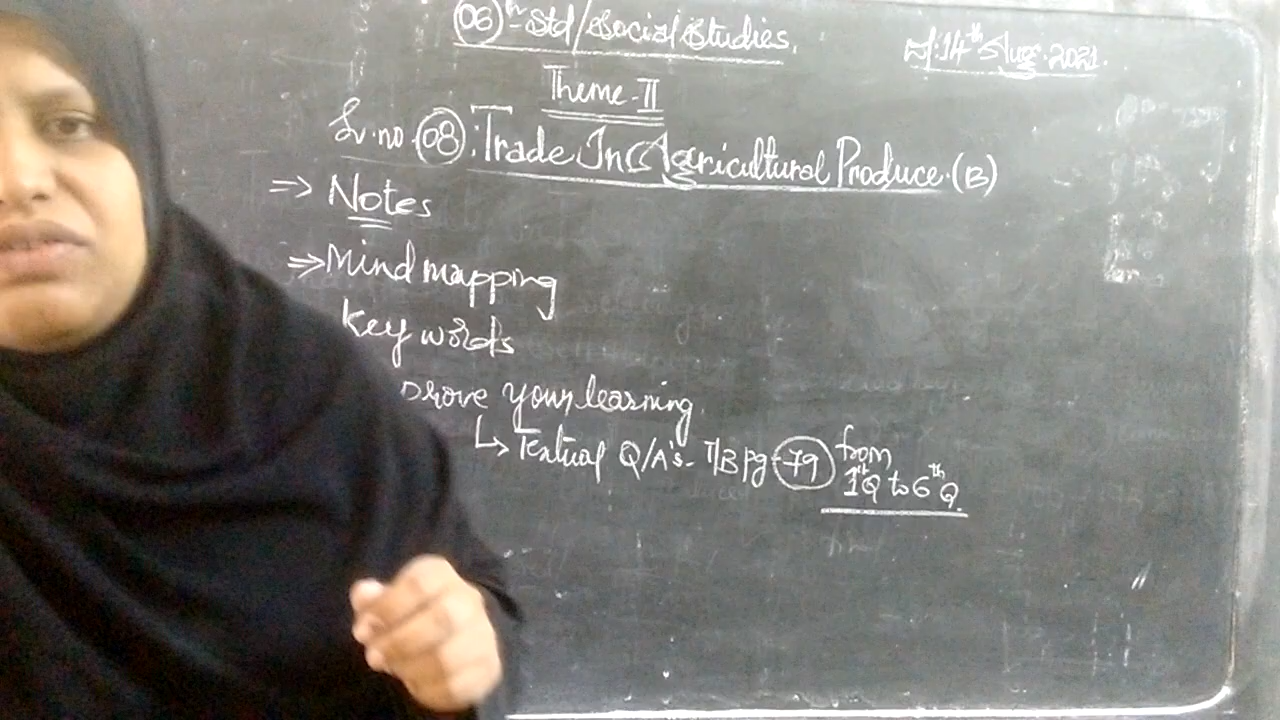 06th Std/Social Studies.
Dt:14th Aug.2021.
Theme-II
Lr.no.08:Trade In Agricultural Produce.(B)
⇒ Notes
⇒ Mind mapping
Key words
prove your learning.
↳ Textual Q/A's- T/B pg-79 from
1st Q to 6th Q.